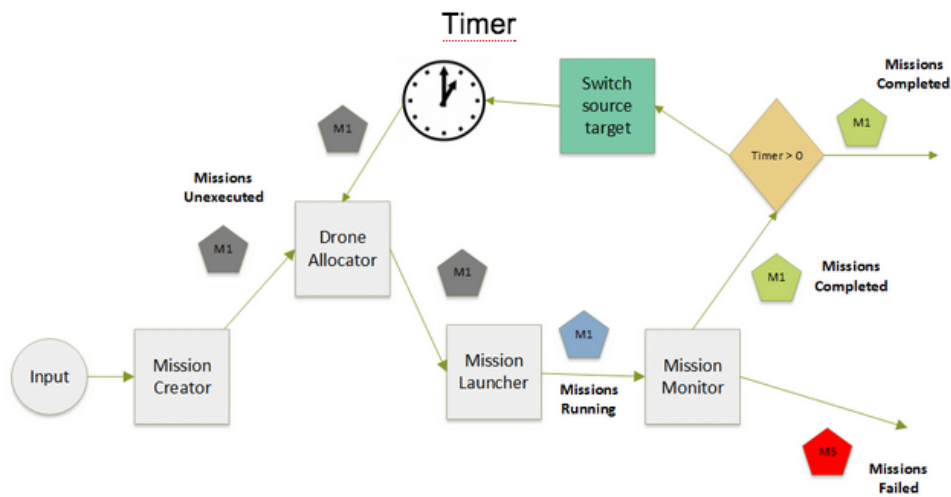 Timer
Missions
Completed
Switch
source
target
M1
M1
Timer > 0
Missions
Unexecuted
M1
Drone
Allocator
M1
M1
Missions
Completed
Input
Mission
Creator
Mission
Launcher
M1
Missions
Running
Mission
Monitor
M5
Missions
Failed